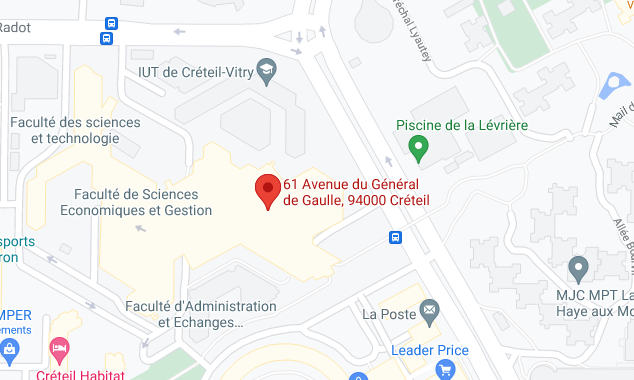 Radot
IUT de Créteil-Vitry
réchal Lyautey
Faculté des sciences
et technologie
Piscine de la Lévrière
Mail d
61 Avenue du Général
de Gaulle, 94000 Créteil
Faculté de Sciences
Economiques et Gestion
sports
ron
Allée B
MJC MPT La
Haye aux Mo
Faculté d'Administration
et Echanges...
La Poste
MPER
ements
Leader Price
Créteil Habitat